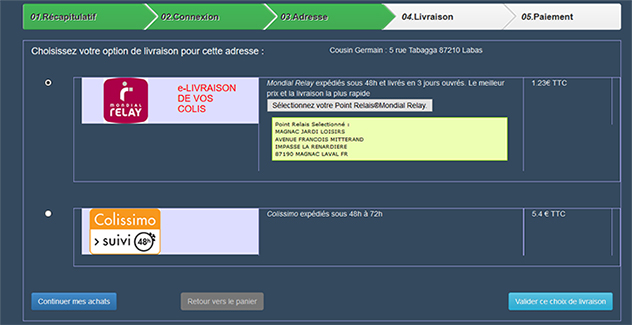 01.Récapitulatif 02.Connexion 03.Adresse 04.Livraison 05.Paiement
Choisissez votre option de livraison pour cette adresse : Cousin Germain : 5 rue Tabagga 87210 Labas
MONDIAL
RELAY
e-LIVRAISON
DE VOS
COLIS
Mondial Relay expédiés sous 48h et livrés en 3 jours ouvrés. Le meilleur
prix et la livraison la plus rapide
1.23€ TTC
Sélectionnez votre Point Relais®Mondial Relay.
Point Relais Selectionné :
MAGNAC JARDI LOISIRS
AVENUE FRANCOIS MITTERAND
IMPASSE LA RENARDIERE
87190 MAGNAC LAVAL FR
Colissimo
> suivi 48h
Colissimo expédiés sous 48h à 72h
5.4 € TTC
Continuer mes achats Retour vers le panier Valider ce choix de livraison